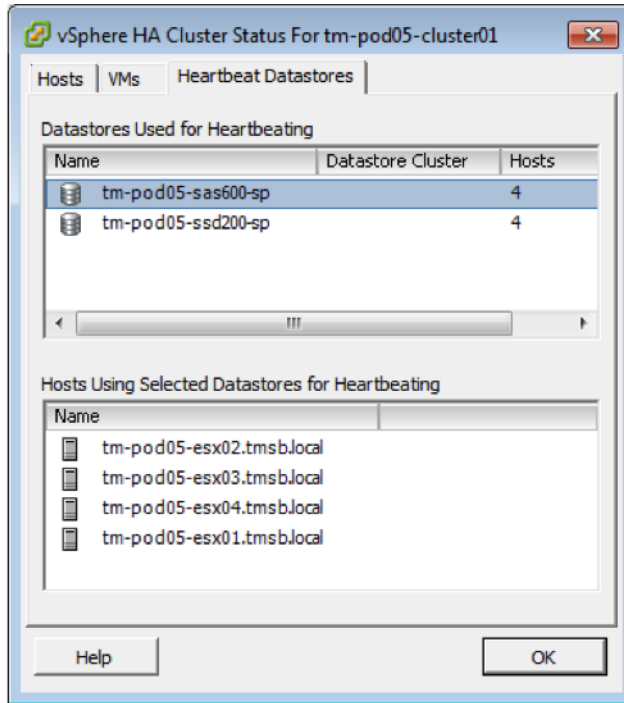 vSphere HA Cluster Status For tm-pod05-cluster01
Hosts VMs Heartbeat Datastores
Datastores Used for Heartbeating
Name Datastore Cluster Hosts
tm-pod05-sas600-sp 4
tm-pod05-ssd200-sp 4
Hosts Using Selected Datastores for Heartbeating
Name
tm-pod05-esx02.tmsb.local
tm-pod05-esx03.tmsb.local
tm-pod05-esx04.tmsb.local
tm-pod05-esx01.tmsb.local
Help OK